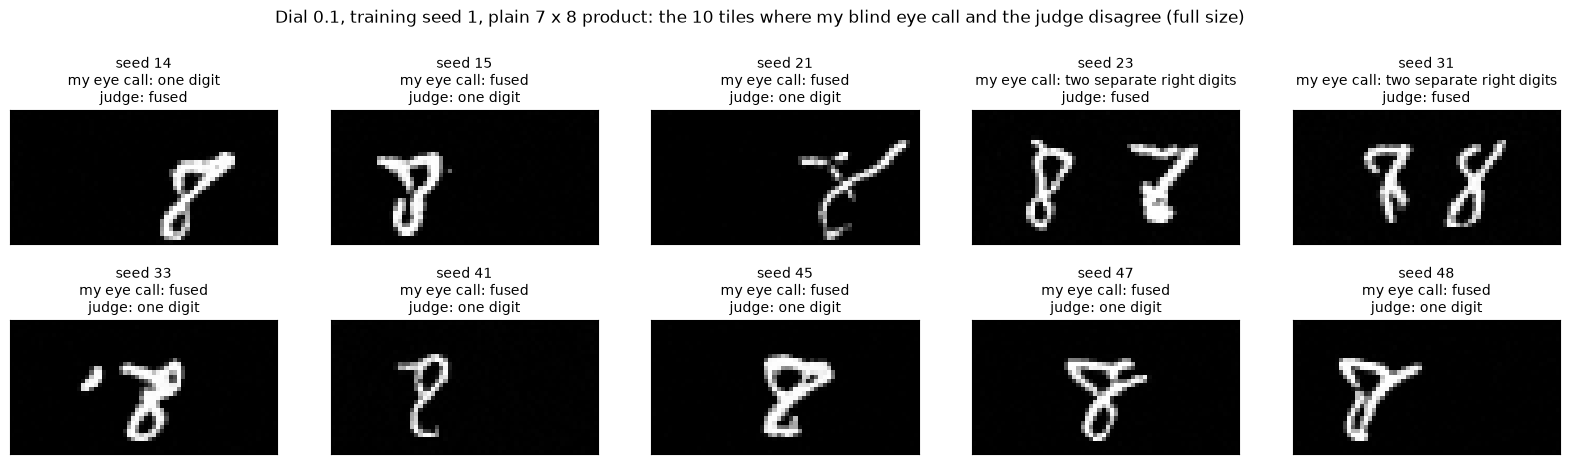 Dial 0.1, training seed 1, plain 7 x 8 product: the 10 tiles where my blind eye call and the judge disagree (full size)
seed 14
my eye call: one digit
judge: fused
seed 15
my eye call: fused
judge: one digit
seed 21
my eye call: fused
judge: one digit
seed 23
my eye call: two separate right digits
judge: fused
seed 31
my eye call: two separate right digits
judge: fused
seed 33
my eye call: fused
judge: one digit
seed 41
my eye call: fused
judge: one digit
seed 45
my eye call: fused
judge: one digit
seed 47
my eye call: fused
judge: one digit
seed 48
my eye call: fused
judge: one digit